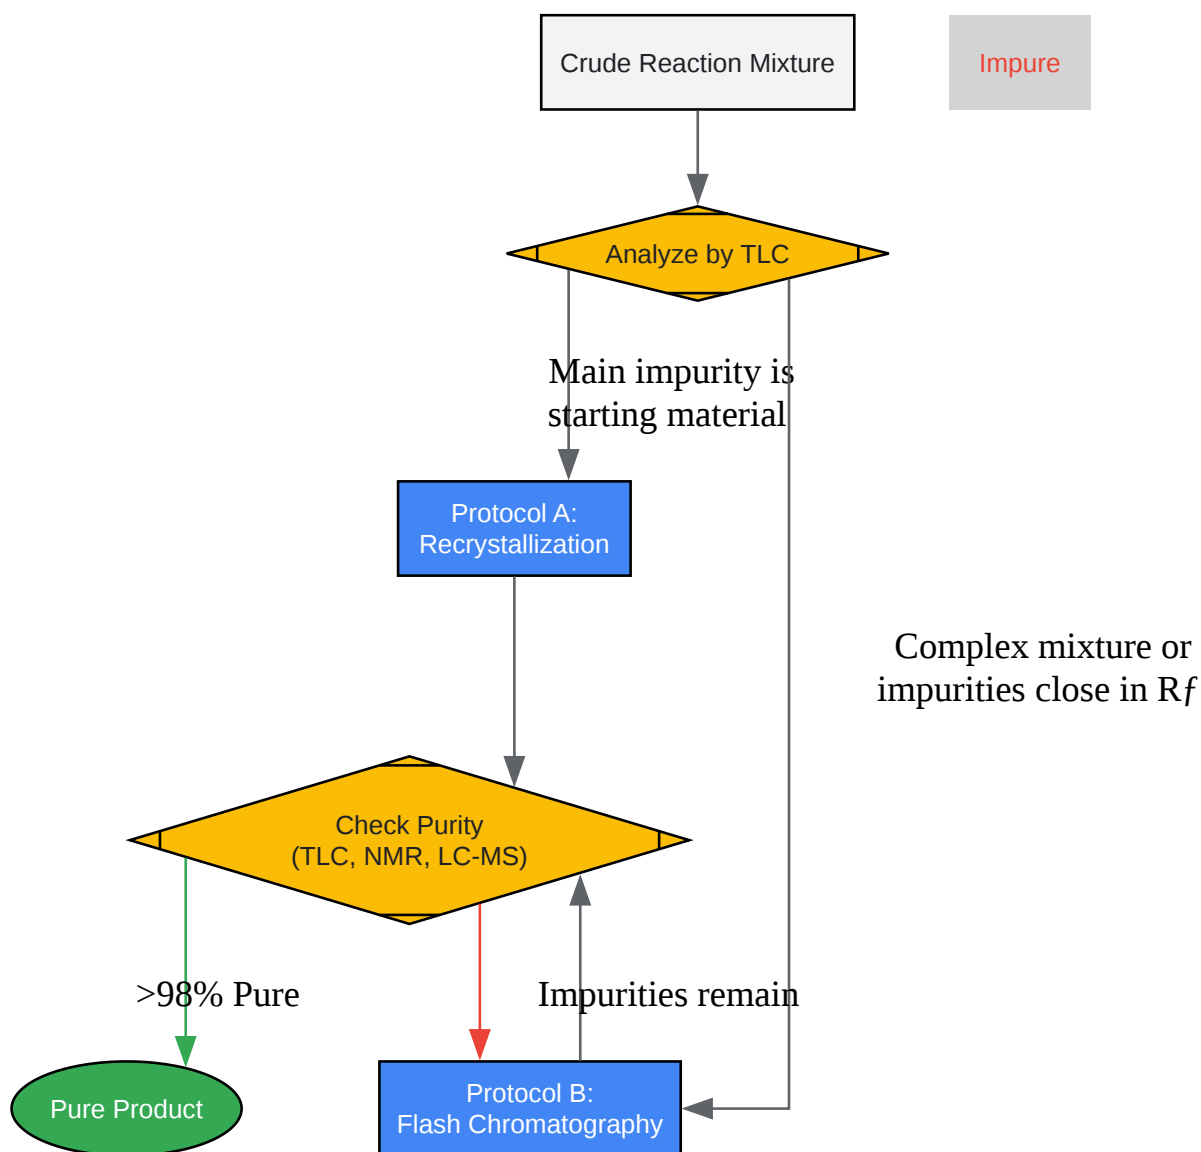 Crude Reaction Mixture
Impure
Analyze by TLC
Main impurity is
starting material
Protocol A:
Recrystallization
Complex mixture or
impurities close in Rƒ
Check Purity
(TLC, NMR, LC-MS)
>98% Pure
Impurities remain
Pure Product
Protocol B:
Flash Chromatography